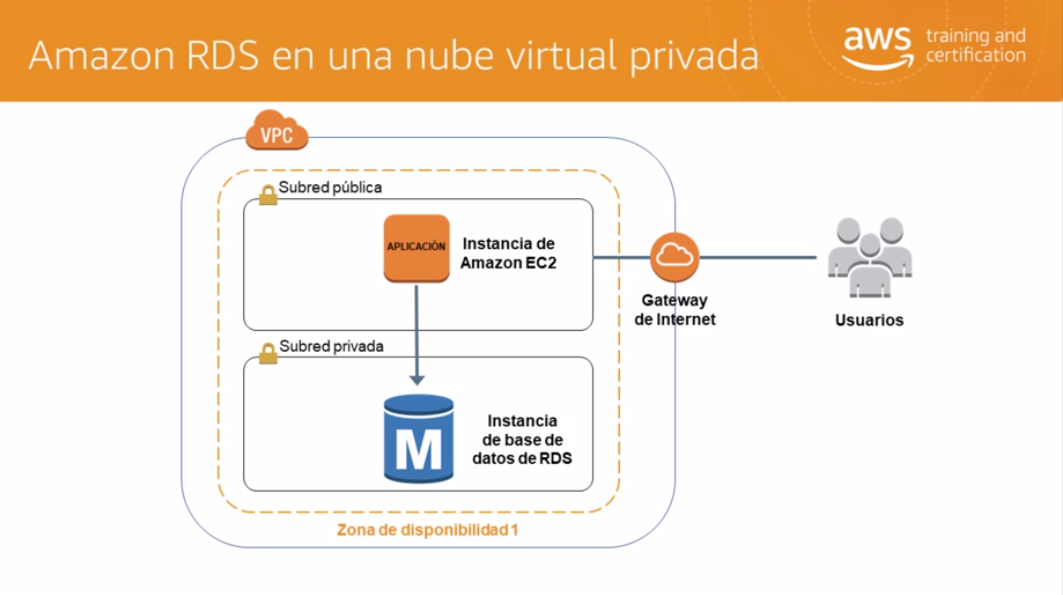 Amazon RDS en una nube virtual privada
aws
training and
certification
VPC
Subred pública
APLICACIÓN
Instancia de
Amazon EC2
Gateway
de Internet
Usuarios
Subred privada
M
Instancia
de base de
datos de RDS
Zona de disponibilidad 1